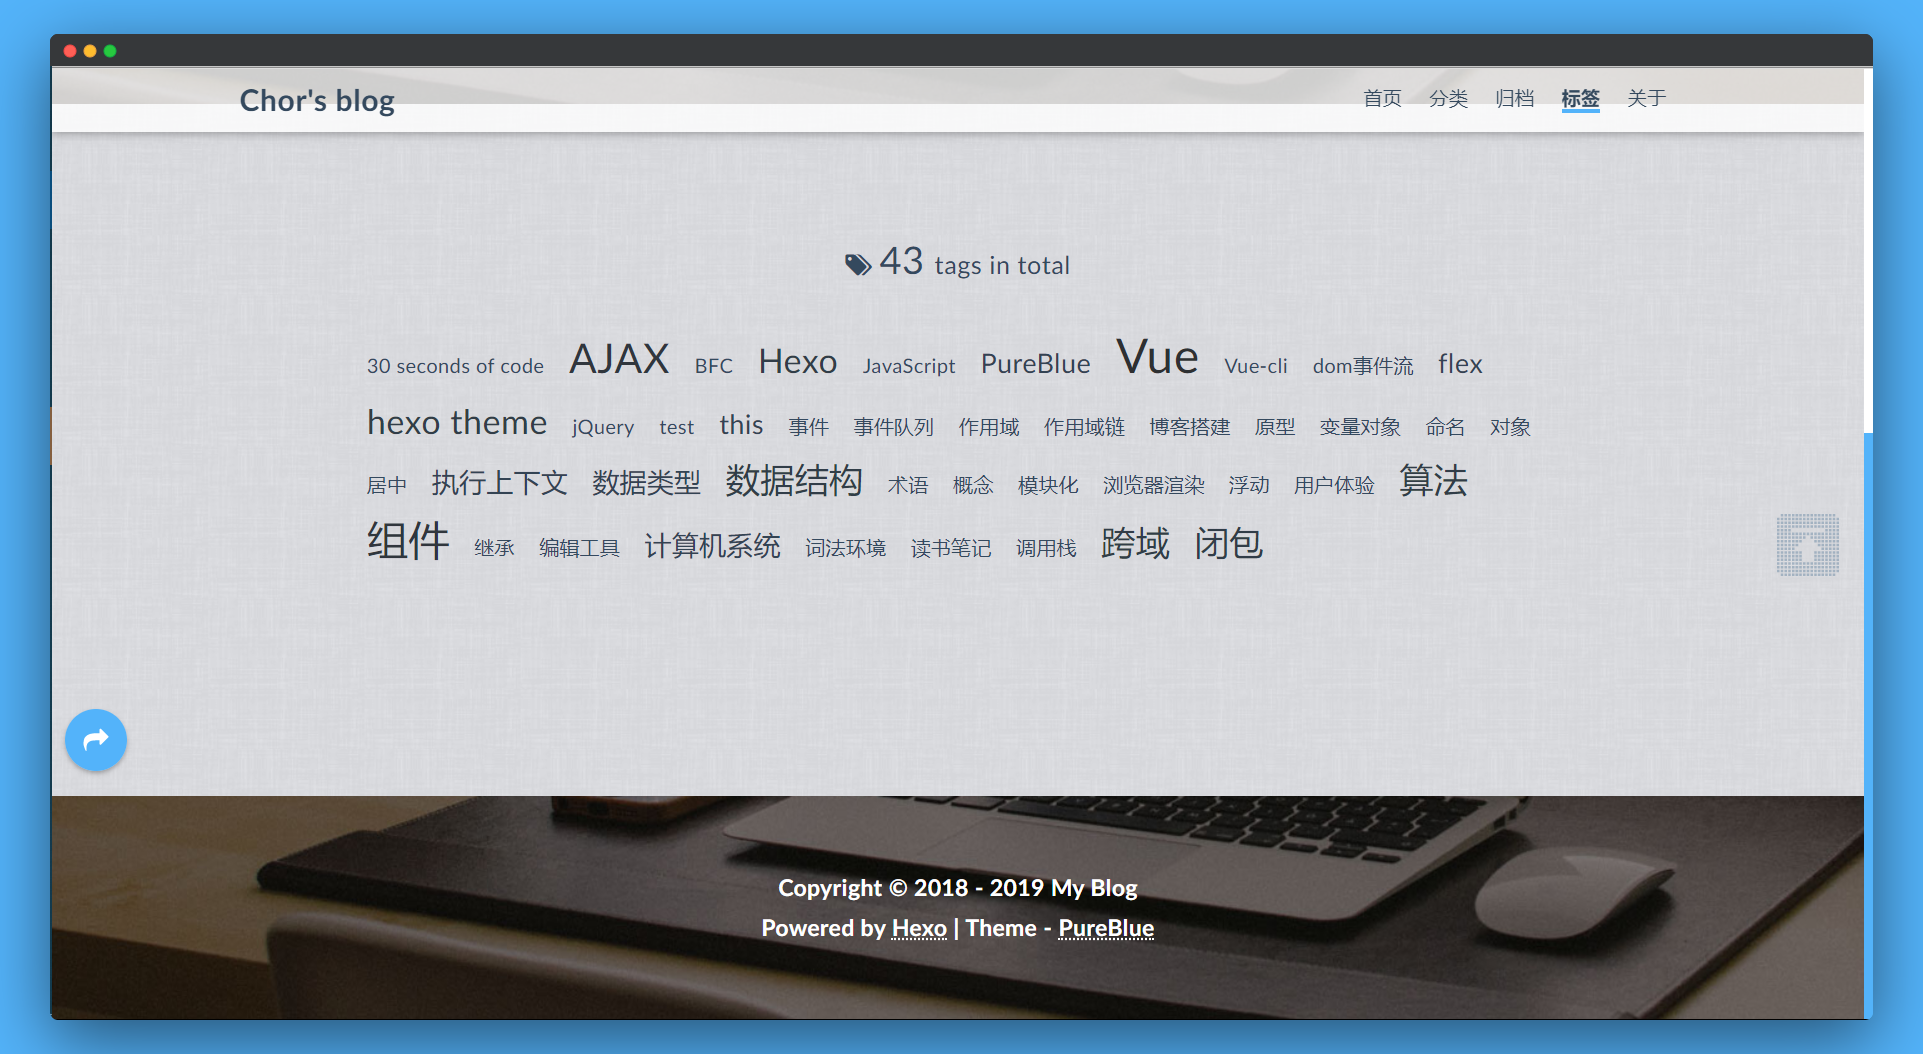 Chor's blog 首页 分类 归档 标签 关于
43 tags in total
30 seconds of code AJAX BFC Hexo JavaScript PureBlue Vue Vue-cli dom事件流 flex
hexo theme jQuery test this 事件 事件队列 作用域 作用域链 博客搭建 原型 变量对象 命名 对象
居中 执行上下文 数据类型 数据结构 术语 概念 模块化 浏览器渲染 浮动 用户体验 算法
组件 继承 编辑工具 计算机系统 词法环境 读书笔记 调用栈 跨域 闭包
Copyright © 2018 - 2019 My Blog
Powered by Hexo | Theme - PureBlue